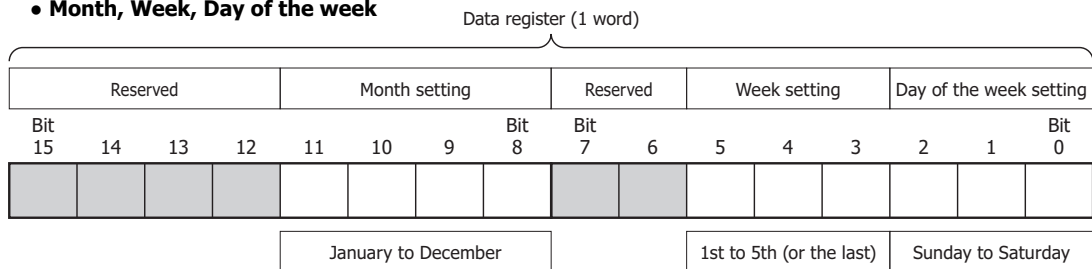 ● Month, Week, Day of the week
Data register (1 word)
Reserved Month setting Reserved Week setting Day of the week setting
Bit Bit Bit Bit
15 14 13 12 11 10 9 8 7 6 5 4 3 2 1 0
January to December 1st to 5th (or the last) Sunday to Saturday